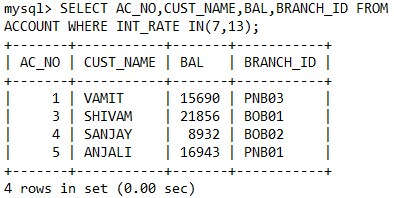 mysql> SELECT AC_NO,CUST_NAME,BAL,BRANCH_ID FROM
ACCOUNT WHERE INT_RATE IN(7,13);
+-------+-----------+-------+-----------+
| AC_NO | CUST_NAME | BAL   | BRANCH_ID |
+-------+-----------+-------+-----------+
|     1 | VAMIT     | 15690 | PNB03     |
|     3 | SHIVAM    | 21856 | BOB01     |
|     4 | SANJAY    |  8932 | BOB02     |
|     5 | ANJALI    | 16943 | PNB01     |
+-------+-----------+-------+-----------+
4 rows in set (0.00 sec)